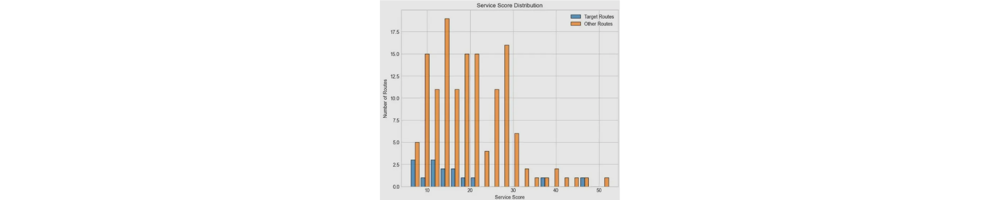 Service Score Distribution
Target Routes
Other Routes
17.5
15.0
12.5
10.0
7.5
5.0
2.5
0.0
Number of Routes
10 20 30 40 50
Service Score